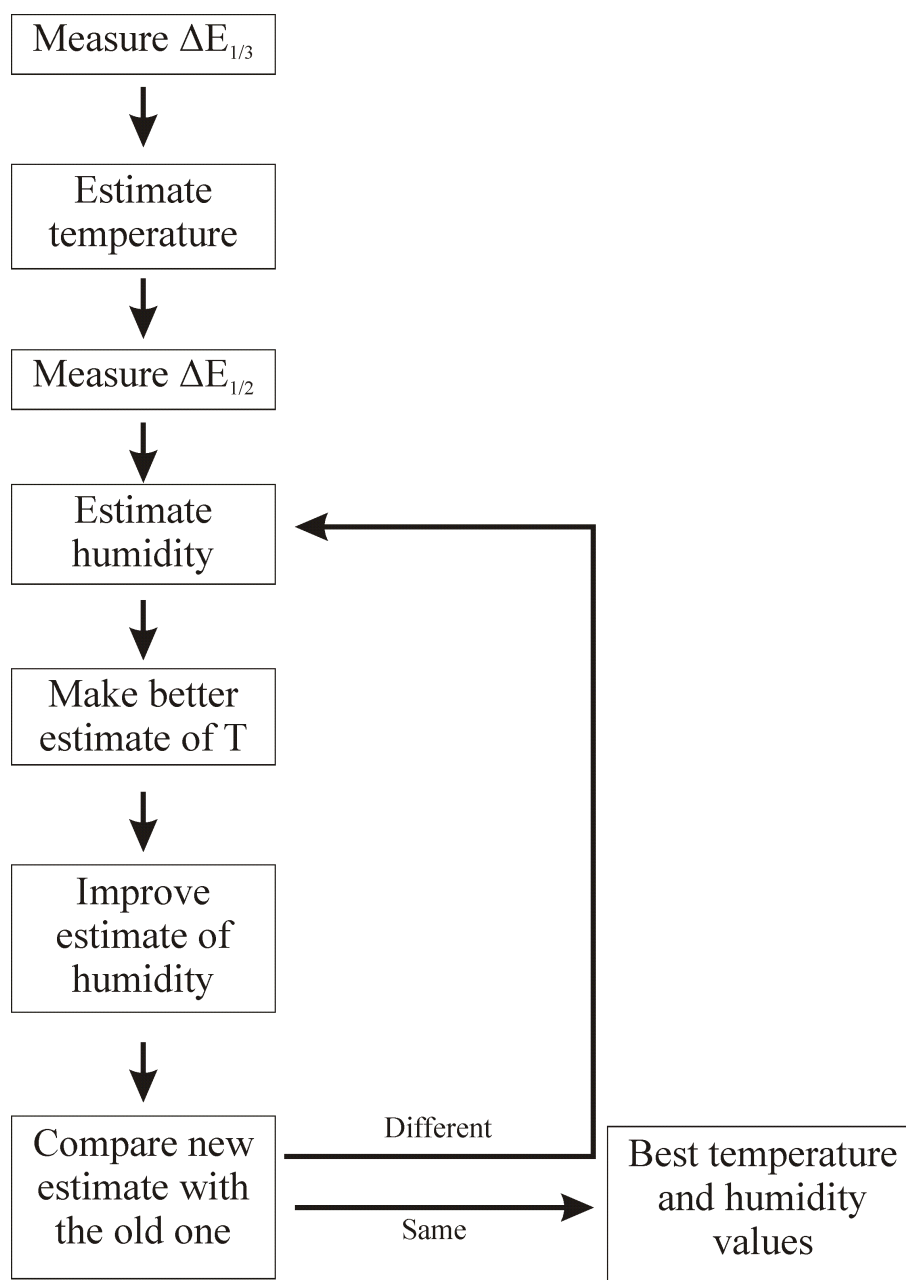 Measure ΔE1/3
Estimate
temperature
Measure ΔE1/2
Estimate
humidity
Make better
estimate of T
Improve
estimate of
humidity
Compare new
estimate with
the old one
Different
Same
Best temperature
and humidity
values